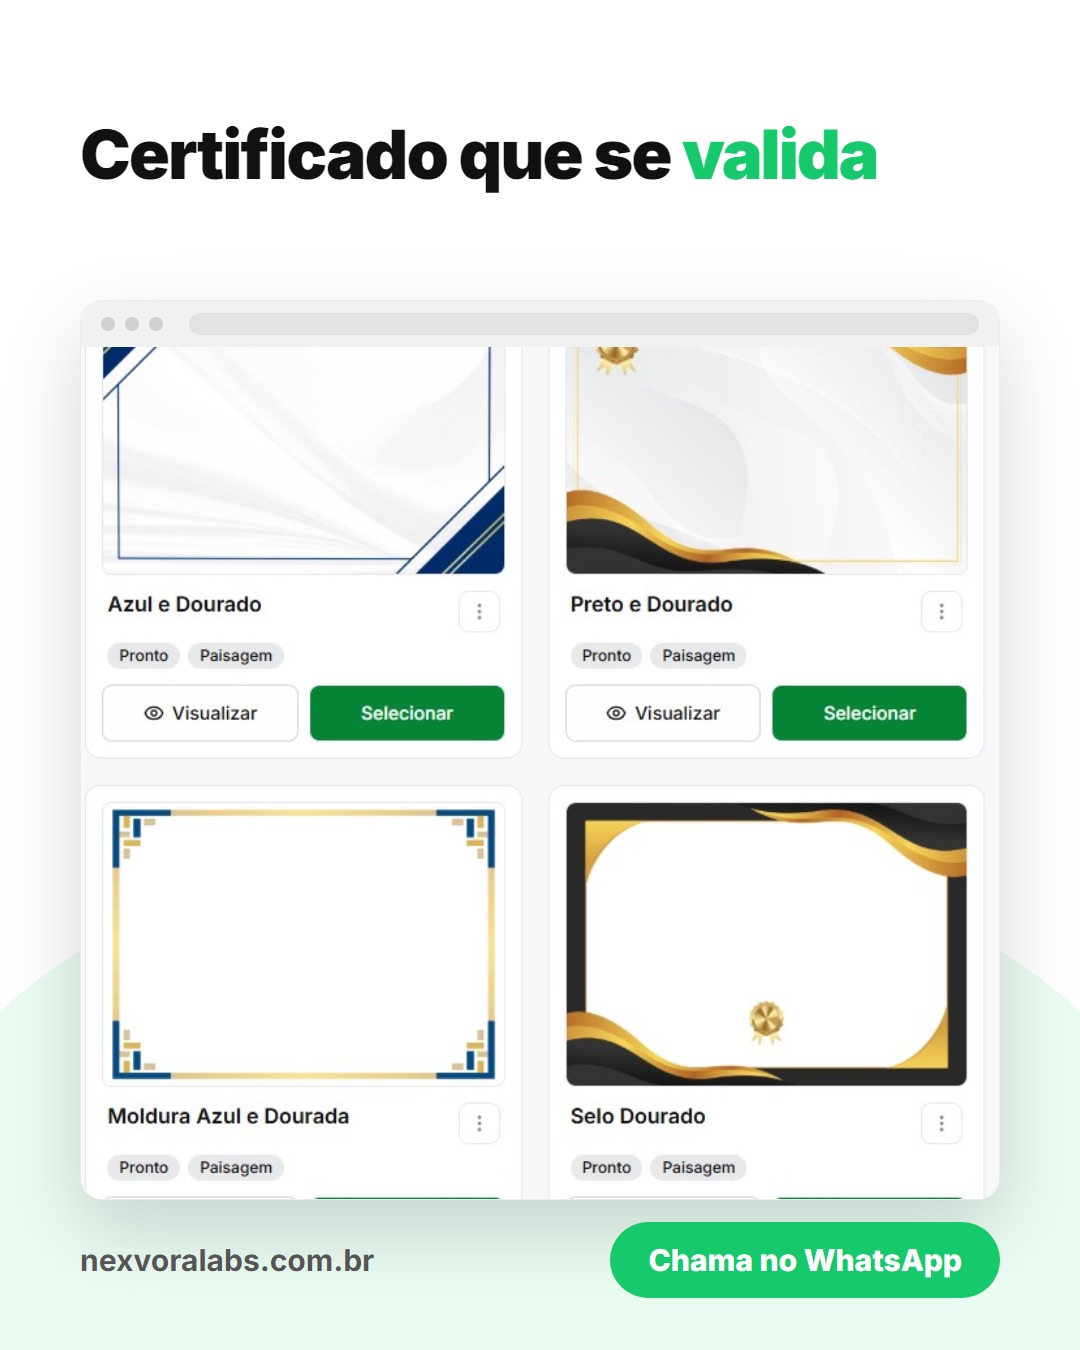 Certificado que se valida
Azul e Dourado
Preto e Dourado
Pronto Paisagem
Pronto Paisagem
Visualizar Selecionar
Visualizar Selecionar
Moldura Azul e Dourada
Selo Dourado
Pronto Paisagem
Pronto Paisagem
nexvoralabs.com.br
Chama no WhatsApp